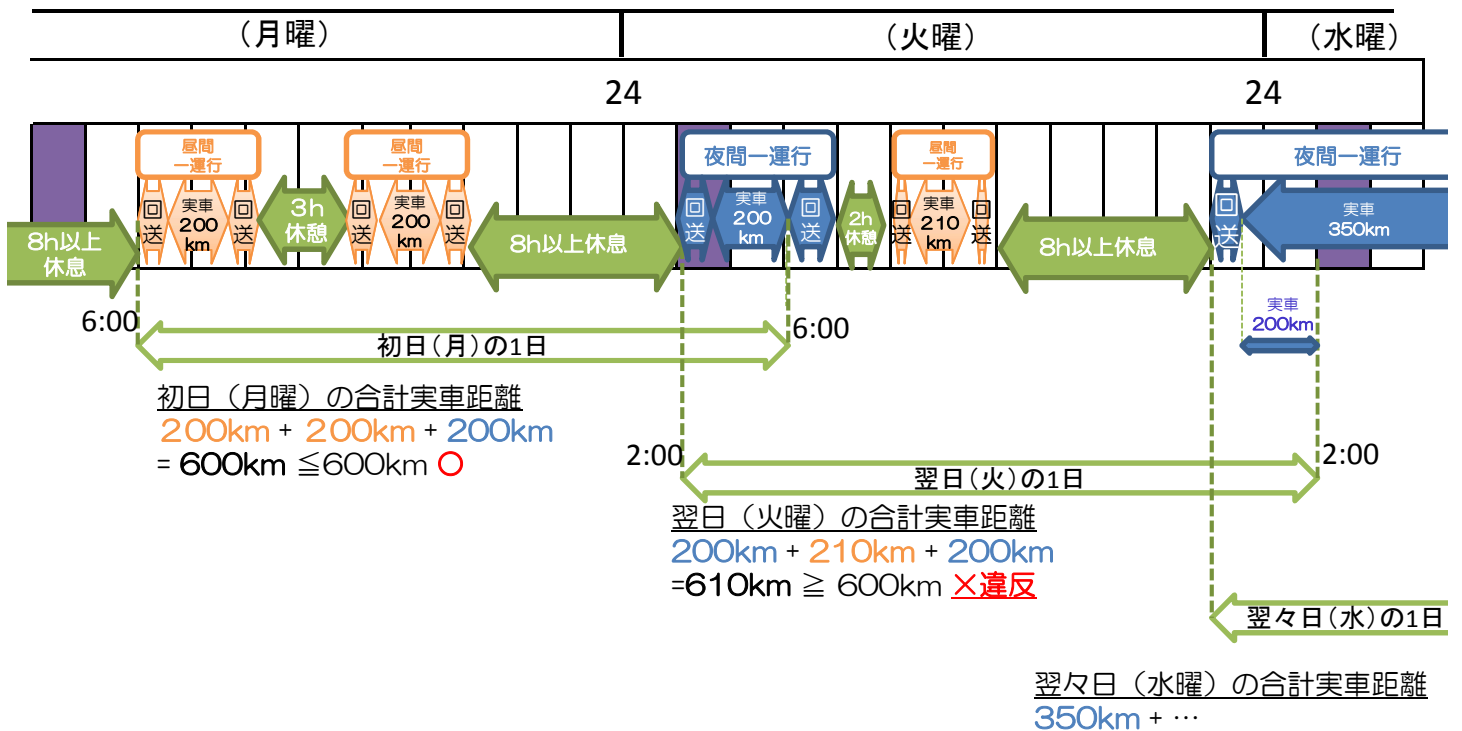 （月曜）
（火曜）
（水曜）
24
24
昼間
一運行
昼間
一運行
夜間一運行
昼間
一運行
夜間一運行
8h以上
休息
回
送
実車
200
km
回
送
3h
休憩
回
送
実車
200
km
回
送
8h以上休息
回
送
実車
200
km
回
送
2h
休憩
回
送
実車
210
km
回
送
8h以上休息
回
送
実車
350km
6:00
6:00
初日（月）の1日
実車
200km
初日（月曜）の合計実車距離
200km + 200km + 200km
= 600km ≦600km ○
2:00
2:00
翌日（火）の1日
翌日（火曜）の合計実車距離
200km + 210km + 200km
=610km ≧ 600km ×違反
翌々日（水）の1日
翌々日（水曜）の合計実車距離
350km + …